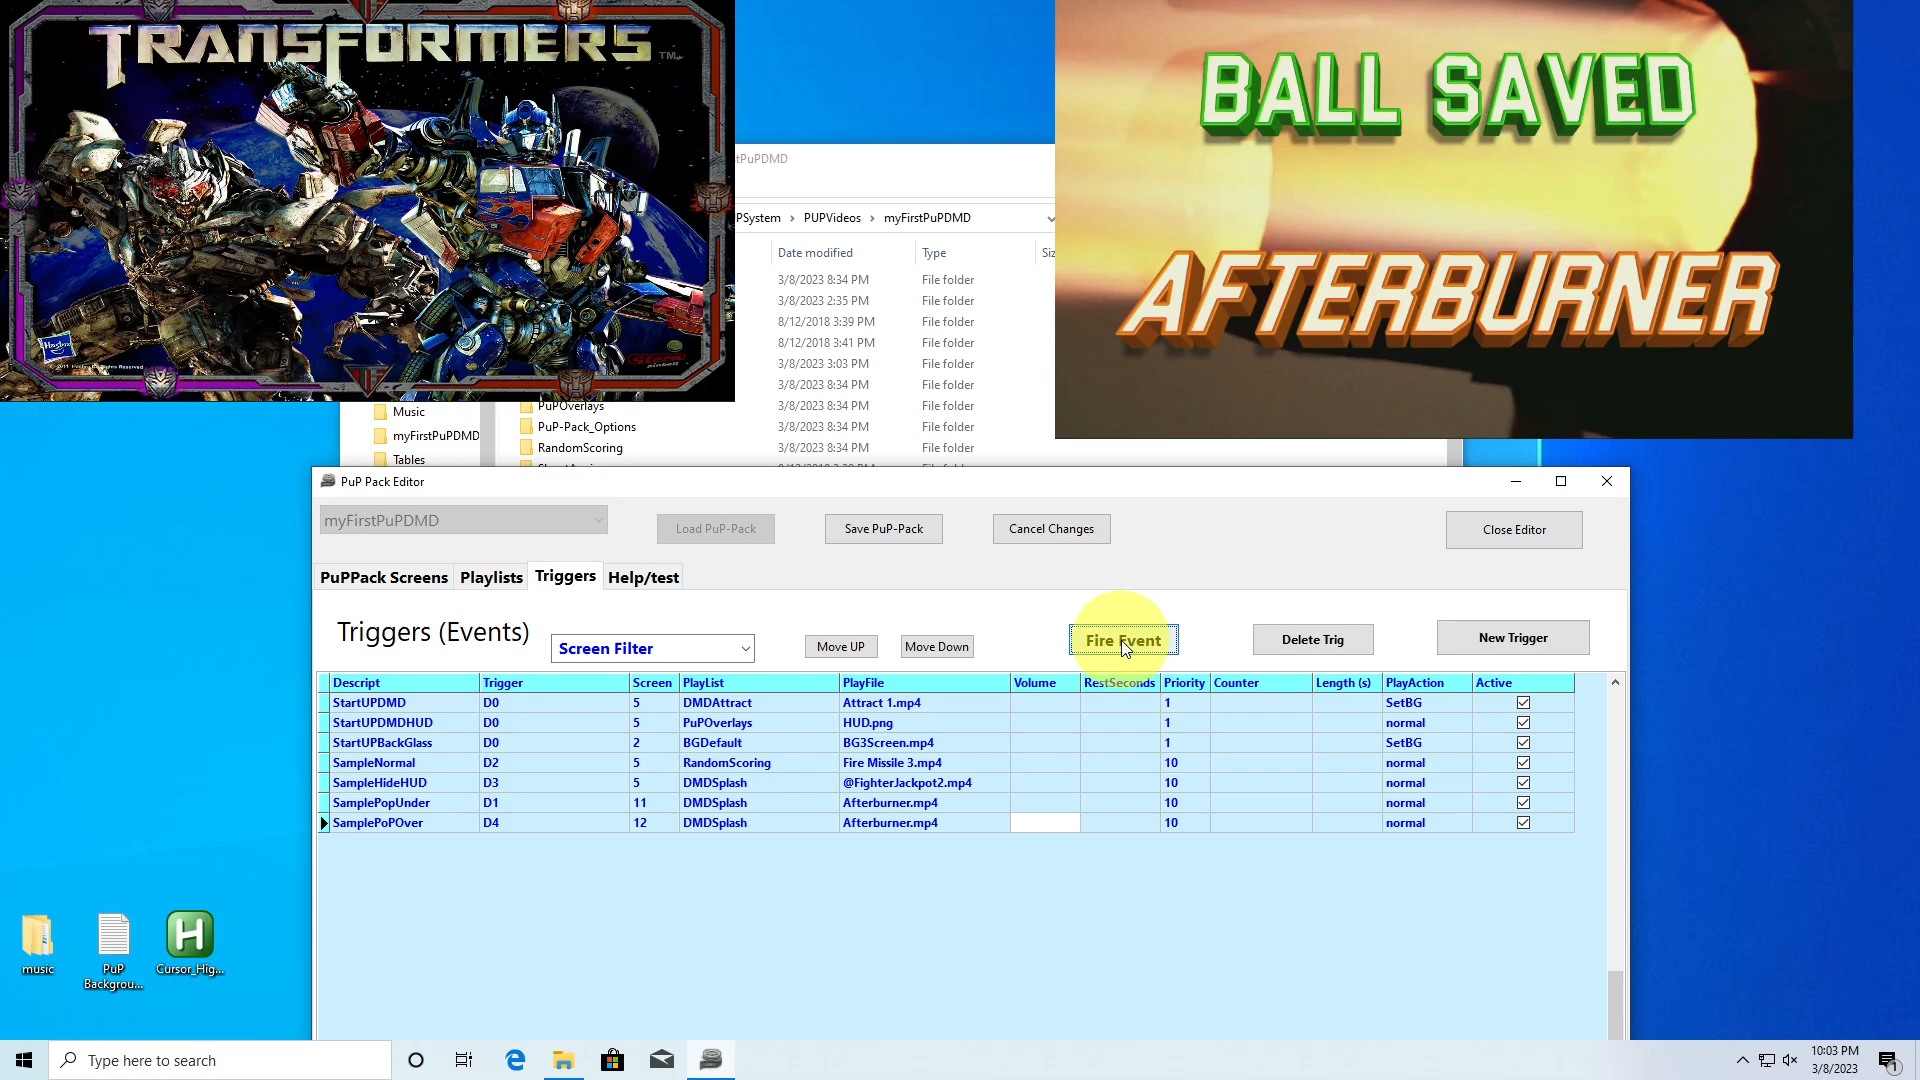 TRANSFORMERS™
Hasbro
STERN
pinball
BALL SAVED
AFTERBURNER
tPuPDMD
PSystem > PUPVideos > myFirstPuPDMD
Date modified Type Siz
3/8/2023 8:34 PM File folder
3/8/2023 2:35 PM File folder
8/12/2018 3:39 PM File folder
8/12/2018 3:41 PM File folder
3/8/2023 3:03 PM File folder
3/8/2023 8:34 PM File folder
Music PuPOverlays 3/8/2023 8:34 PM File folder
myFirstPuPDMD PuP-Pack_Options 3/8/2023 8:34 PM File folder
RandomScoring 3/8/2023 8:34 PM File folder
Tables
PuP Pack Editor
myFirstPuPDMD Load PuP-Pack Save PuP-Pack Cancel Changes Close Editor
PuPPack Screens Playlists Triggers Help/test
Triggers (Events) Screen Filter Move UP Move Down Fire Event Delete Trig New Trigger
Descript Trigger Screen PlayList PlayFile Volume RestSeconds Priority Counter Length (s) PlayAction Active
StartUPDMD D0 5 DMDAttract Attract 1.mp4 1 SetBG
StartUPDMDHUD D0 5 PuPOverlays HUD.png 1 normal
StartUPBackGlass D0 2 BGDefault BG3Screen.mp4 1 SetBG
SampleNormal D2 5 RandomScoring Fire Missile 3.mp4 10 normal
SampleHideHUD D3 5 DMDSplash @FighterJackpot2.mp4 10 normal
SamplePopUnder D1 11 DMDSplash Afterburner.mp4 10 normal
SamplePoPOver D4 12 DMDSplash Afterburner.mp4 10 normal
music
PuP
Backgrou...
Cursor_Hig...
Type here to search
10:03 PM
3/8/2023
1